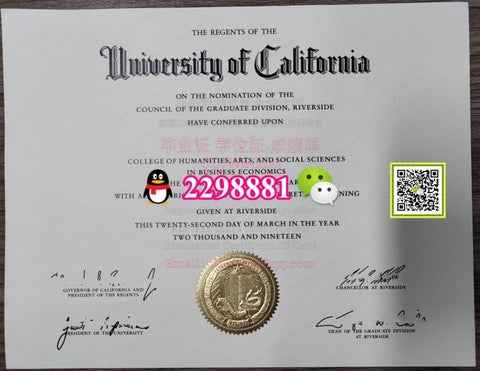 THE REGENTS OF THE
University of California
ON THE NOMINATION OF THE
COUNCIL OF THE GRADUATE DIVISION, RIVERSIDE
HAVE CONFERRED UPON
毕业证 学位证 成绩单
COLLEGE OF HUMANITIES, ARTS, AND SOCIAL SCIENCES
IN BUSINESS ECONOMICS
2298881
GIVEN AT RIVERSIDE
THIS TWENTY-SECOND DAY OF MARCH IN THE YEAR
TWO THOUSAND AND NINETEEN
GOVERNOR OF CALIFORNIA AND
PRESIDENT OF THE REGENTS
CHANCELLOR AT RIVERSIDE
PRESIDENT OF THE UNIVERSITY
DEAN OF THE GRADUATE DIVISION
AT RIVERSIDE